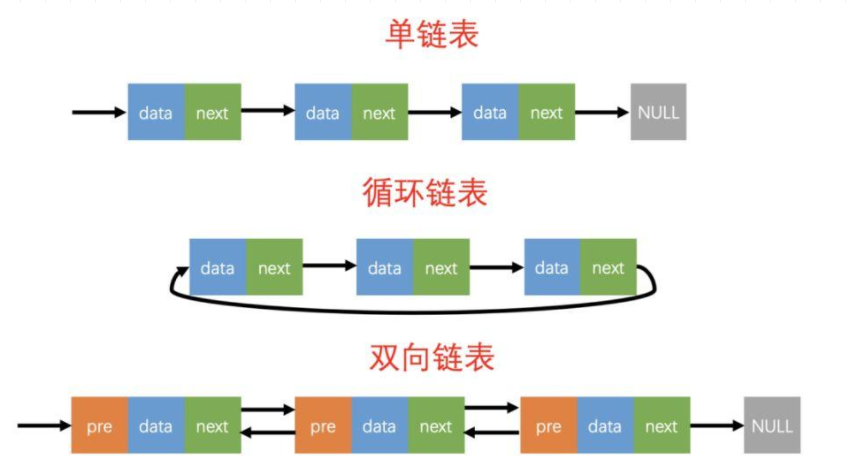 单链表
data next data next data next NULL
循环链表
data next data next data next
双向链表
pre data next pre data next pre data next NULL